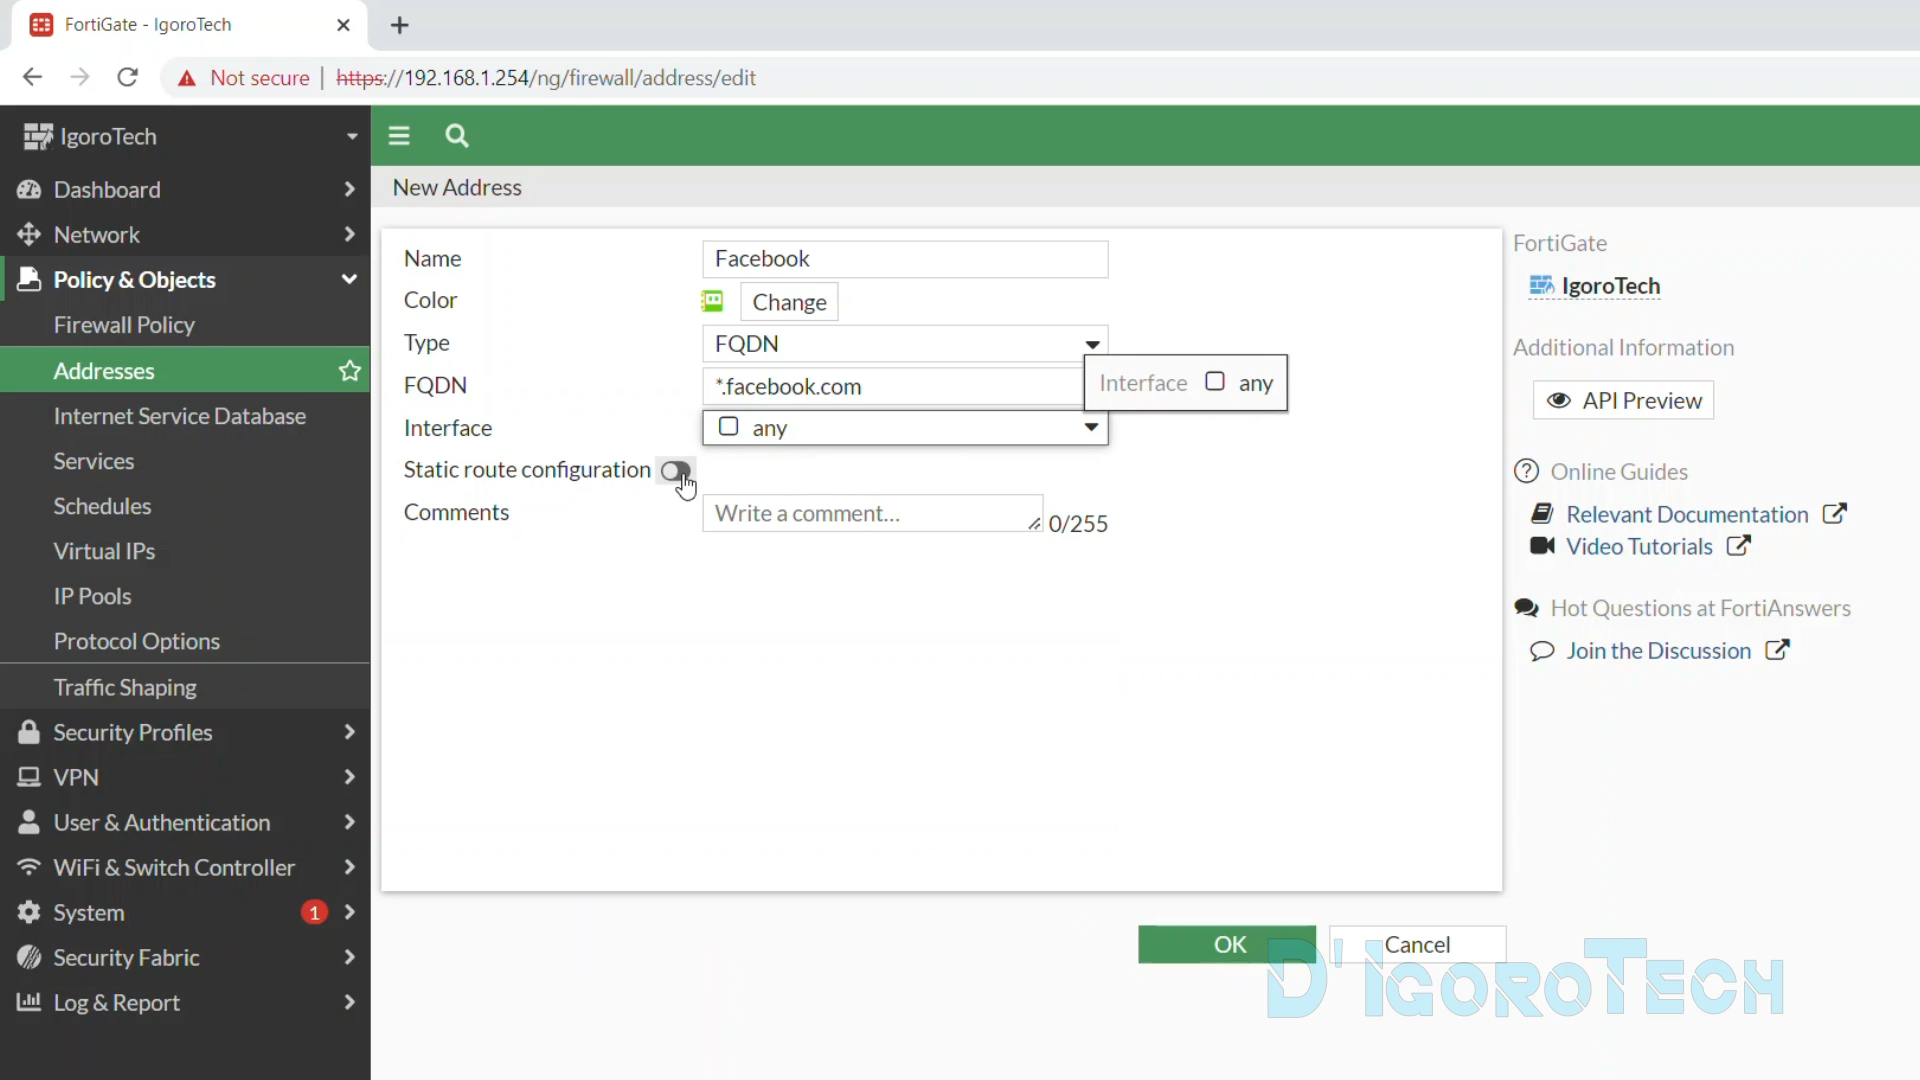 FortiGate - IgoroTech
Not secure
https://192.168.1.254/ng/firewall/address/edit
IgoroTech
Dashboard
Network
Policy & Objects
Firewall Policy
Addresses
Internet Service Database
Services
Schedules
Virtual IPs
IP Pools
Protocol Options
Traffic Shaping
Security Profiles
VPN
User & Authentication
WiFi & Switch Controller
System 1
Security Fabric
Log & Report
New Address
Name Facebook
Color Change
Type FQDN
FQDN *.facebook.com
Interface any
Interface any
Static route configuration
Comments Write a comment... 0/255
OK Cancel
FortiGate
IgoroTech
Additional Information
API Preview
Online Guides
Relevant Documentation
Video Tutorials
Hot Questions at FortiAnswers
Join the Discussion
D'IGOROTECH